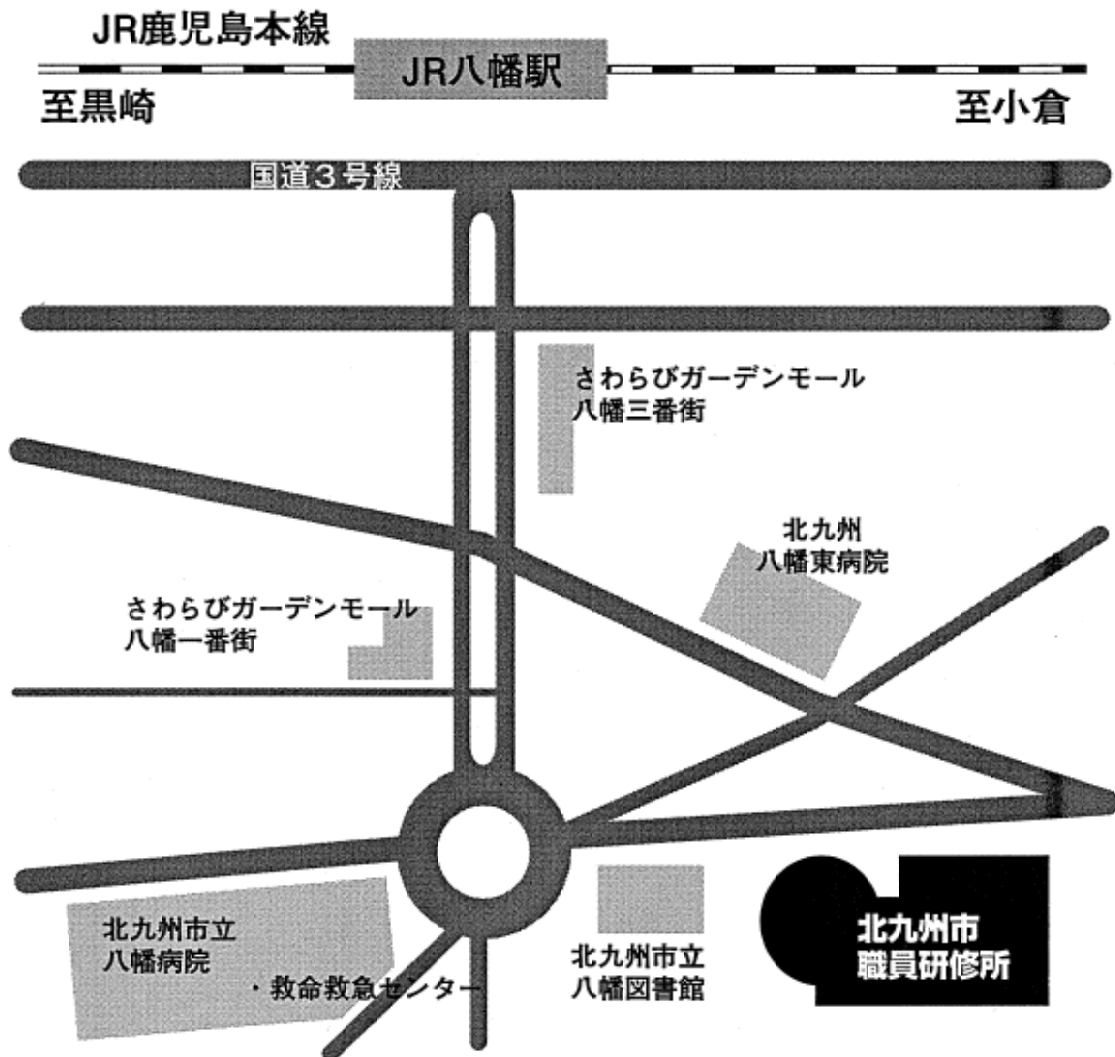 JR鹿児島本線
JR八幡駅
至黒崎
至小倉
国道3号線
さわらびガーデンモール
八幡三番街
北九州
八幡東病院
さわらびガーデンモール
八幡一番街
北九州市立
八幡病院
・救命救急センター
北九州市立
八幡図書館
北九州市
職員研修所